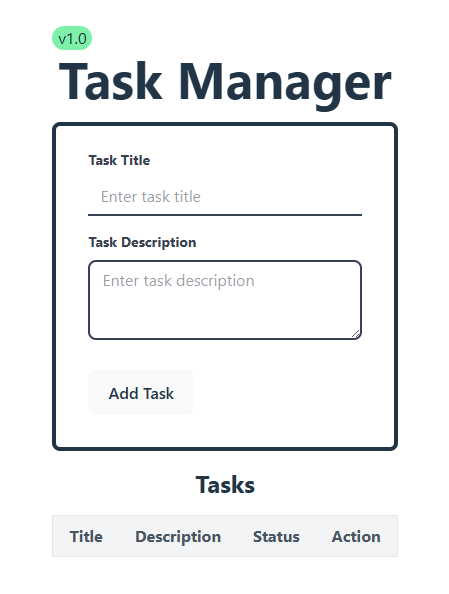 v1.0
Task Manager
Task Title
Enter task title
Task Description
Enter task description
Add Task
Tasks
Title Description Status Action